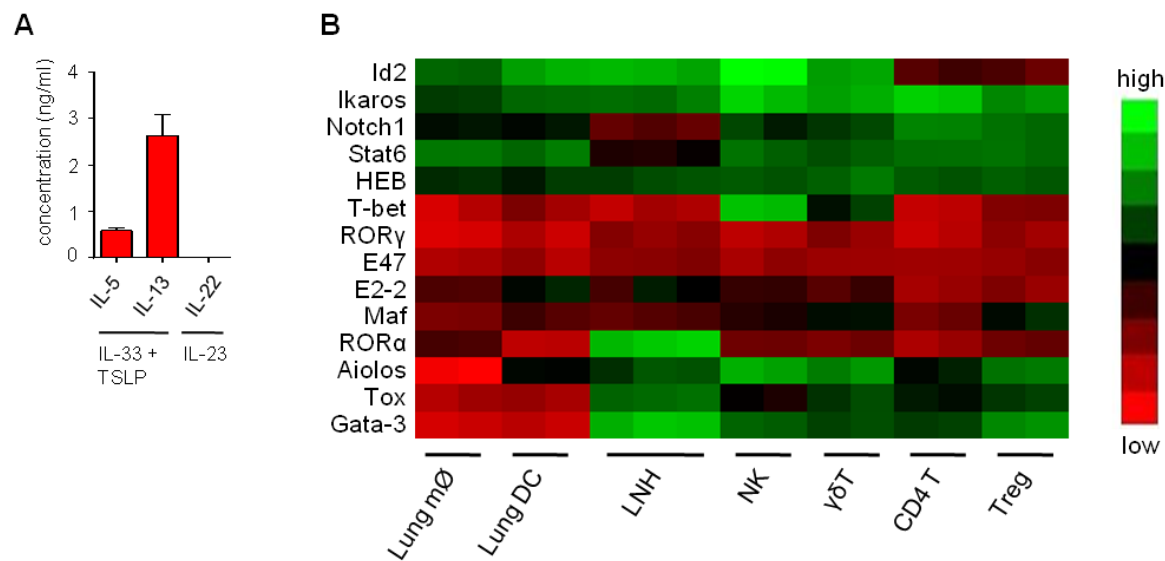 A
concentration (ng/ml)
4
3
2
1
0
IL-5
IL-13
IL-22
IL-33 +
TSLP
IL-23
B
Id2
Ikaros
Notch1
Stat6
HEB
T-bet
RORγ
E47
E2-2
Maf
RORα
Aiolos
Tox
Gata-3
Lung mØ
Lung DC
LNH
NK
γδT
CD4 T
Treg
high
low